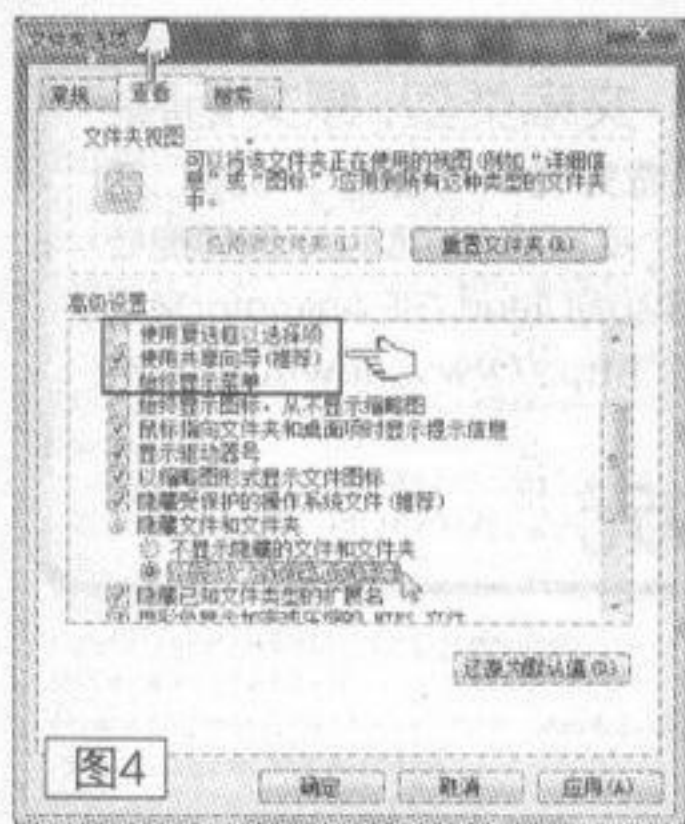 常规 查看 搜索
文件夹视图
可以将该文件夹正在使用的视图(例如“详细信
息”或“图标”)应用到所有这种类型的文件夹
中。
应用到文件夹(L) 重置文件夹(R)
高级设置
使用复选框以选择项
使用共享向导(推荐)
始终显示菜单
始终显示图标，从不显示缩略图
鼠标指向文件夹和桌面项时显示提示信息
显示驱动器号
以缩略图形式显示文件图标
隐藏受保护的操作系统文件(推荐)
隐藏文件和文件夹
不显示隐藏的文件和文件夹
隐藏已知文件类型的扩展名
还原为默认值(D)
图4
确定 取消 应用(A)